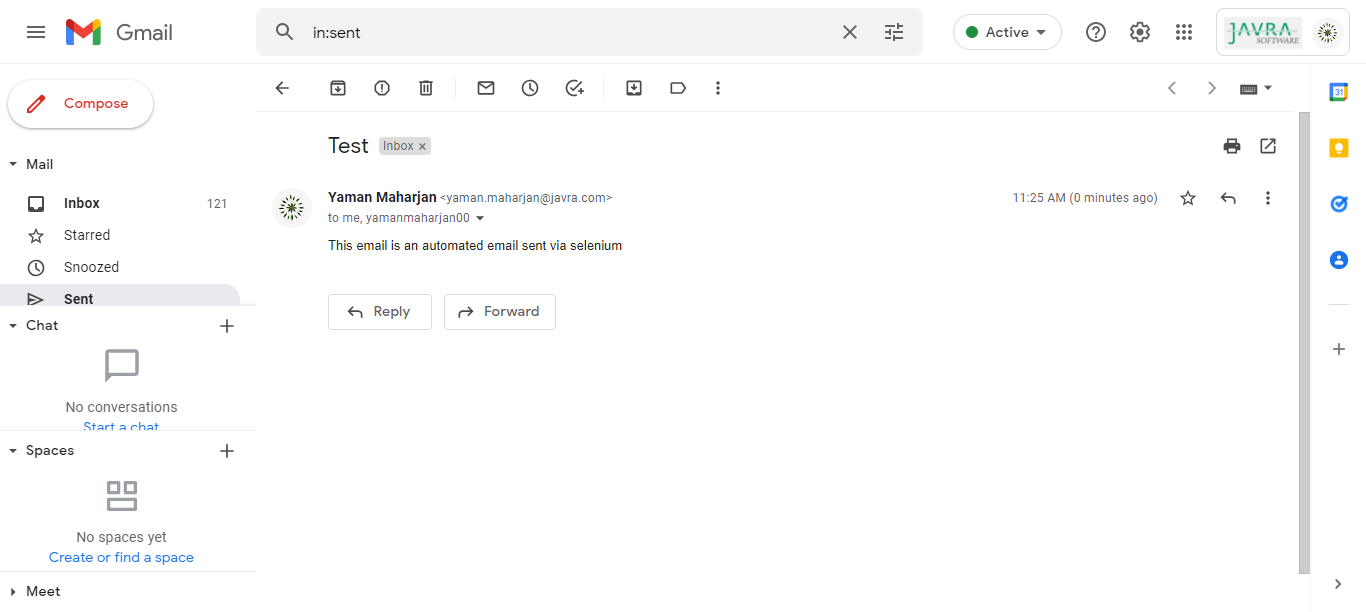 Gmail
in:sent
Active
JAVRA
SOFTWARE
Compose
Mail
Inbox 121
Starred
Snoozed
Sent
Chat
No conversations
Start a chat
Spaces
No spaces yet
Create or find a space
Meet
Test Inbox ×
Yaman Maharjan <yaman.maharjan@javra.com> 11:25 AM (0 minutes ago)
to me, yamanmaharjan00
This email is an automated email sent via selenium
Reply Forward
31